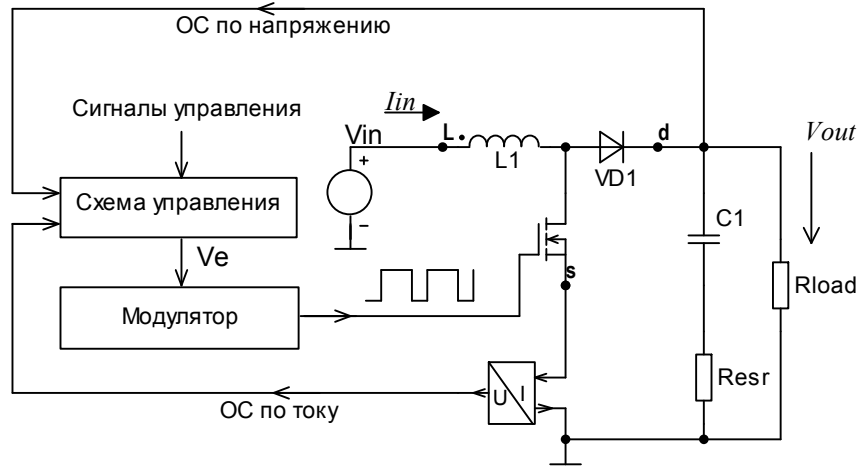 ОС по напряжению
Сигналы управления
Iin
Vin
+
−
L
L1
VD1
d
Vout
Схема управления
Ve
C1
s
Rload
Модулятор
U I
Resr
ОС по току